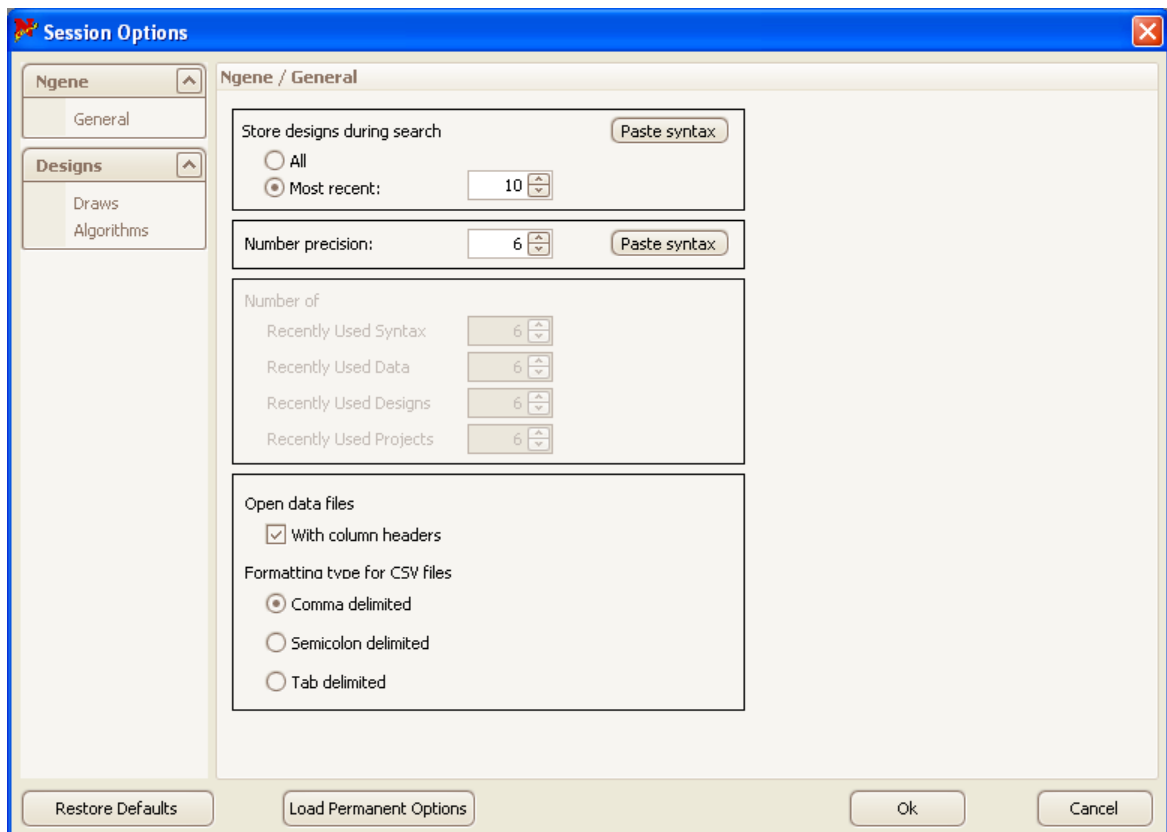 Session Options
Ngene
General
Designs
Draws
Algorithms
Ngene / General
Store designs during search Paste syntax
All
Most recent: 10
Number precision: 6 Paste syntax
Number of
Recently Used Syntax 6
Recently Used Data 6
Recently Used Designs 6
Recently Used Projects 6
Open data files
With column headers
Formatting type for CSV files
Comma delimited
Semicolon delimited
Tab delimited
Restore Defaults Load Permanent Options Ok Cancel